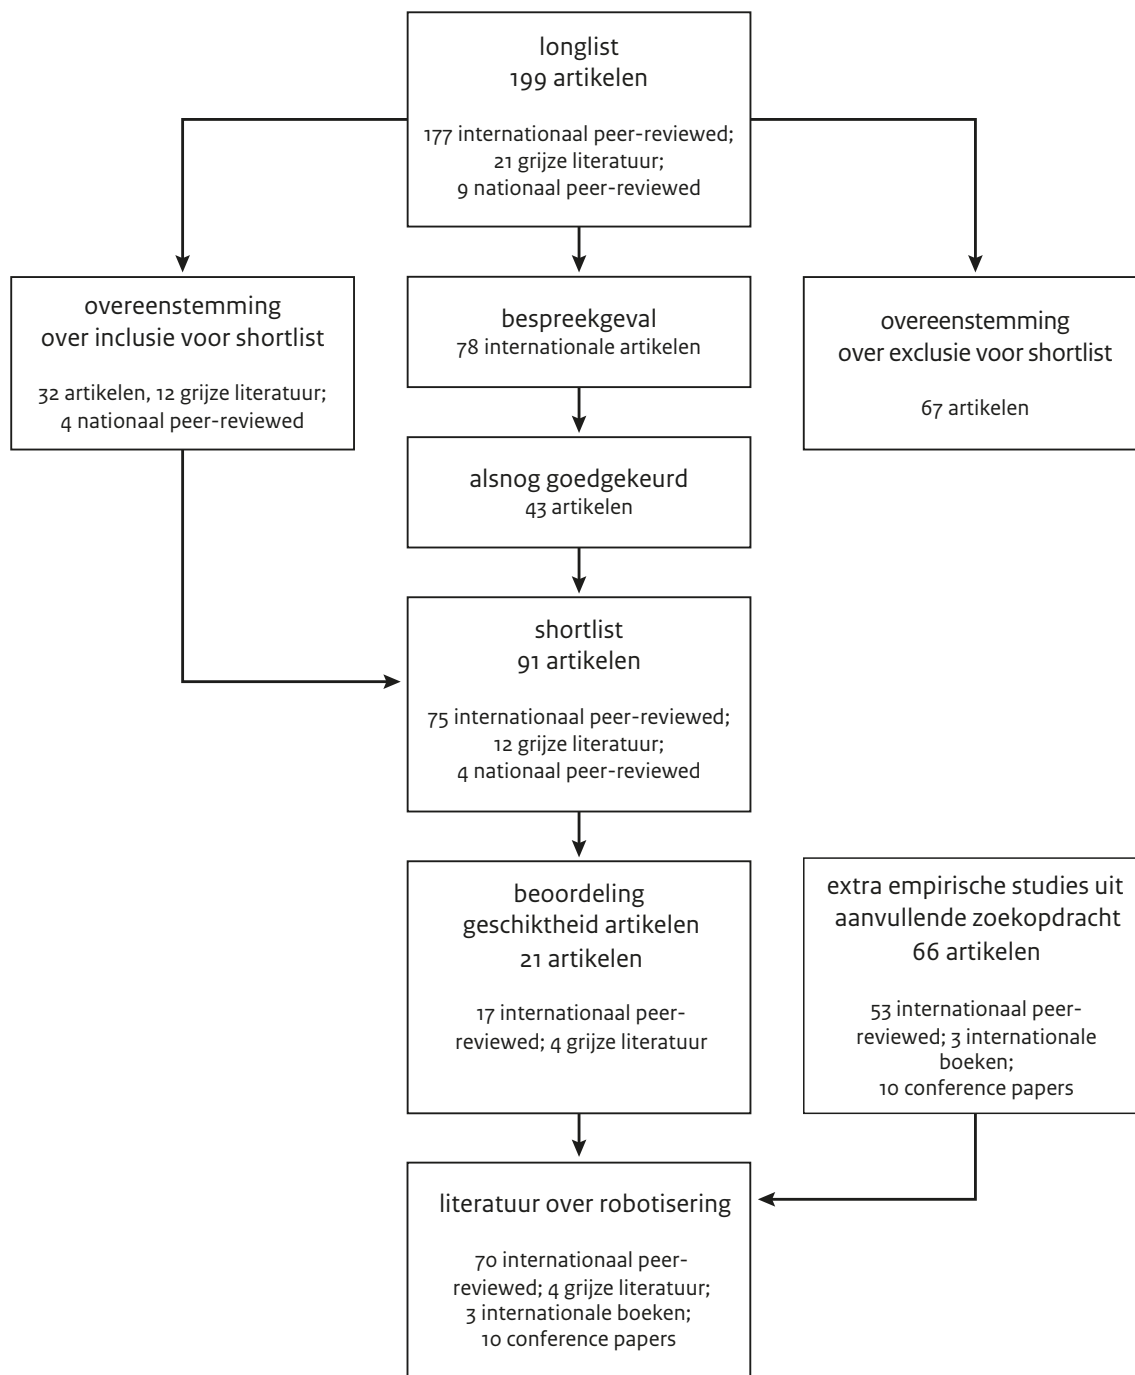 longlist
199 artikelen
177 internationaal peer-reviewed;
21 grijze literatuur;
9 nationaal peer-reviewed
overeenstemming
over inclusie voor shortlist
32 artikelen, 12 grijze literatuur;
4 nationaal peer-reviewed
bespreekgeval
78 internationale artikelen
overeenstemming
over exclusie voor shortlist
67 artikelen
alsnog goedgekeurd
43 artikelen
shortlist
91 artikelen
75 internationaal peer-reviewed;
12 grijze literatuur;
4 nationaal peer-reviewed
beoordeling
geschiktheid artikelen
21 artikelen
17 internationaal peer-
reviewed; 4 grijze literatuur
extra empirische studies uit
aanvullende zoekopdracht
66 artikelen
53 internationaal peer-
reviewed; 3 internationale
boeken;
10 conference papers
literatuur over robotisering
70 internationaal peer-
reviewed; 4 grijze literatuur;
3 internationale boeken;
10 conference papers